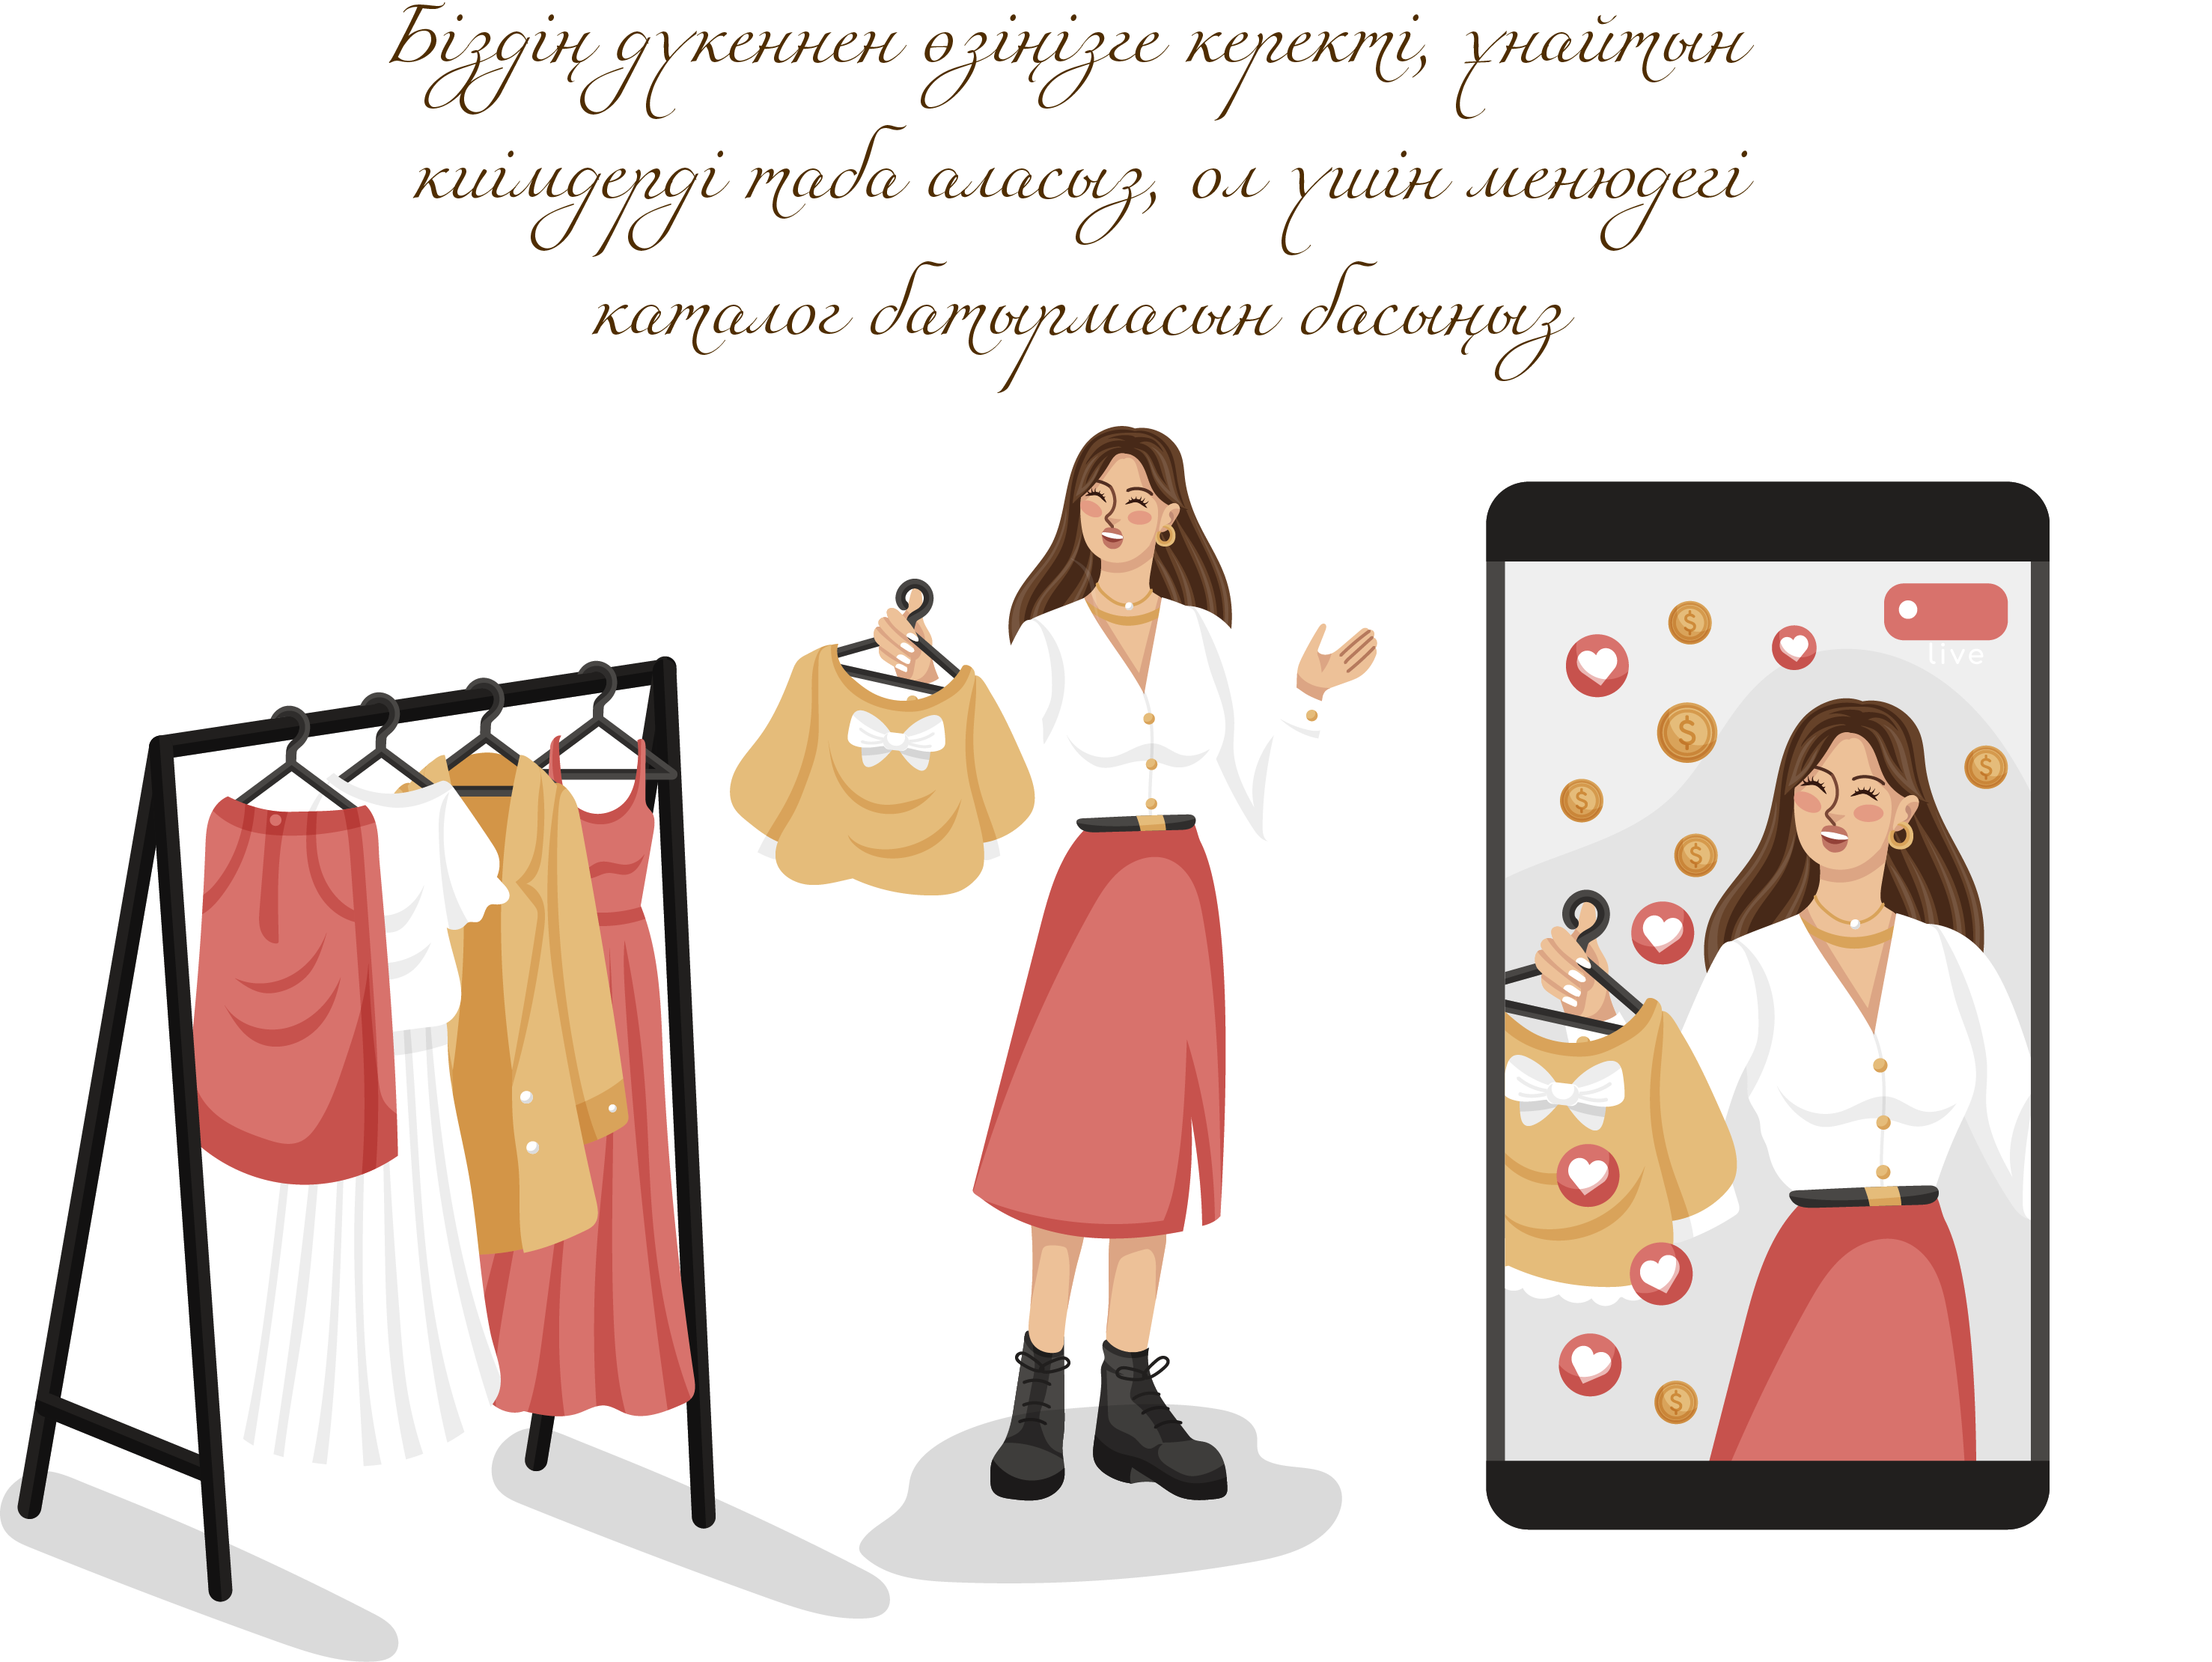 Біздің дүкеннен өзіңізге керекті, ұнайтын
киімдерді таба аласыз, ол үшін менюдегі
каталог батырмасын басыңыз
live